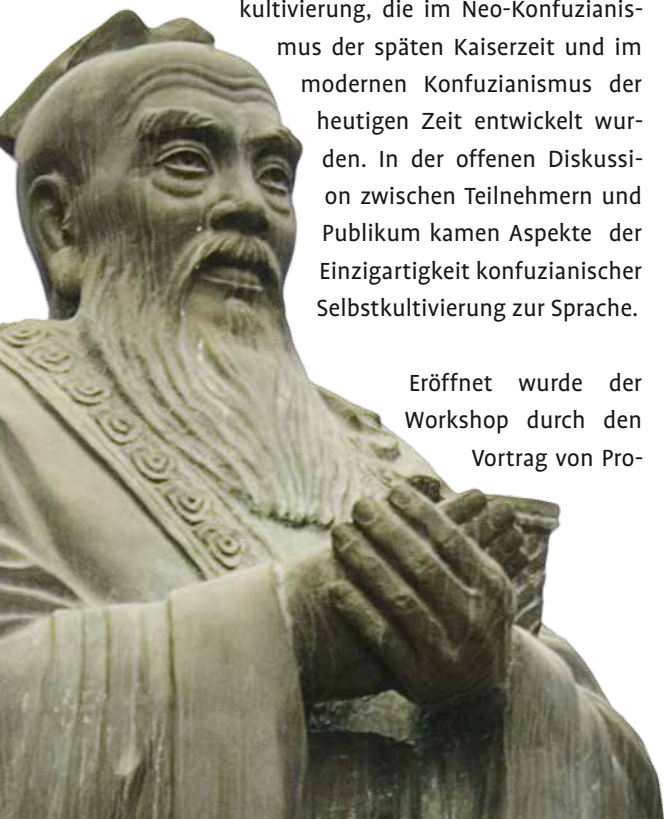 kultivierung, die im Neo-Konfuzianis-
mus der späten Kaiserzeit und im
modernen Konfuzianismus der
heutigen Zeit entwickelt wur-
den. In der offenen Diskussi-
on zwischen Teilnehmern und
Publikum kamen Aspekte der
Einzigartigkeit konfuzianischer
Selbstkultivierung zur Sprache.
Eröffnet wurde der
Workshop durch den
Vortrag von Pro-